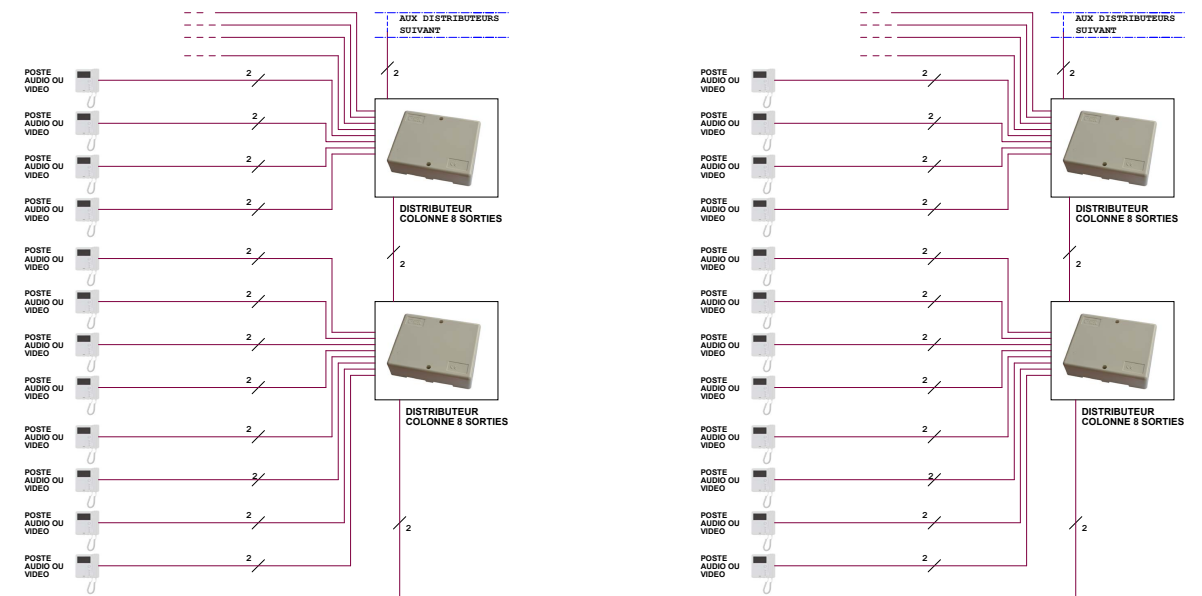 AUX DISTRIBUTEURS
SUIVANT
2
POSTE
AUDIO OU
VIDEO
2
POSTE
AUDIO OU
VIDEO
2
POSTE
AUDIO OU
VIDEO
2
POSTE
AUDIO OU
VIDEO
2
DISTRIBUTEUR
COLONNE 8 SORTIES
2
POSTE
AUDIO OU
VIDEO
2
POSTE
AUDIO OU
VIDEO
2
POSTE
AUDIO OU
VIDEO
2
POSTE
AUDIO OU
VIDEO
2
DISTRIBUTEUR
COLONNE 8 SORTIES
POSTE
AUDIO OU
VIDEO
2
POSTE
AUDIO OU
VIDEO
2
POSTE
AUDIO OU
VIDEO
2
POSTE
AUDIO OU
VIDEO
2
2
AUX DISTRIBUTEURS
SUIVANT
2
POSTE
AUDIO OU
VIDEO
2
POSTE
AUDIO OU
VIDEO
2
POSTE
AUDIO OU
VIDEO
2
POSTE
AUDIO OU
VIDEO
2
DISTRIBUTEUR
COLONNE 8 SORTIES
2
POSTE
AUDIO OU
VIDEO
2
POSTE
AUDIO OU
VIDEO
2
POSTE
AUDIO OU
VIDEO
2
POSTE
AUDIO OU
VIDEO
2
DISTRIBUTEUR
COLONNE 8 SORTIES
POSTE
AUDIO OU
VIDEO
2
POSTE
AUDIO OU
VIDEO
2
POSTE
AUDIO OU
VIDEO
2
POSTE
AUDIO OU
VIDEO
2
2